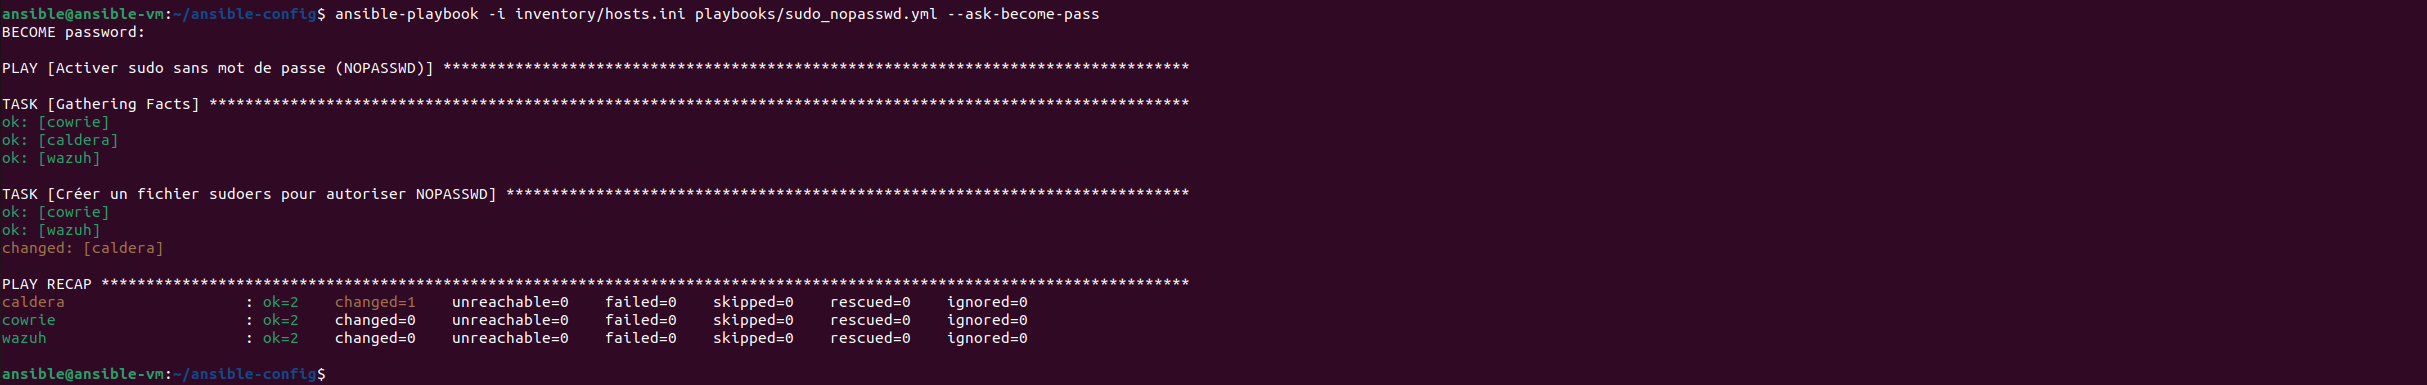 ansible@ansible-vm:~/ansible-config$ ansible-playbook -i inventory/hosts.ini playbooks/sudo_nopasswd.yml --ask-become-pass
BECOME password:
PLAY [Activer sudo sans mot de passe (NOPASSWD)] ***********************************************************************************
TASK [Gathering Facts] *************************************************************************************************************
ok: [cowrie]
ok: [caldera]
ok: [wazuh]
TASK [Créer un fichier sudoers pour autoriser NOPASSWD] ****************************************************************************
ok: [cowrie]
ok: [wazuh]
changed: [caldera]
PLAY RECAP *************************************************************************************************************************
caldera                    : ok=2    changed=1    unreachable=0    failed=0    skipped=0    rescued=0    ignored=0
cowrie                     : ok=2    changed=0    unreachable=0    failed=0    skipped=0    rescued=0    ignored=0
wazuh                      : ok=2    changed=0    unreachable=0    failed=0    skipped=0    rescued=0    ignored=0
ansible@ansible-vm:~/ansible-config$